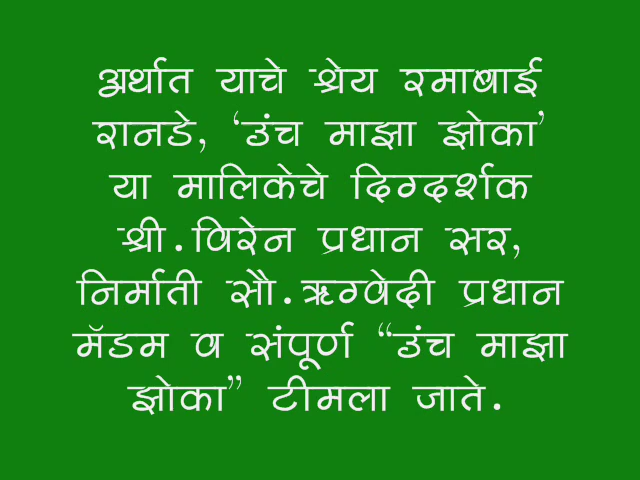 अर्थात याचे श्रेय रमाबाई
रानडे, ‘उंच माझा झोका’
या मालिकेचे दिग्दर्शक
श्री.विरेन प्रधान सर,
निर्माती सौ.ऋग्वेदी प्रधान
मॅडम व संपूर्ण “उंच माझा
झोका” टीमला जाते.